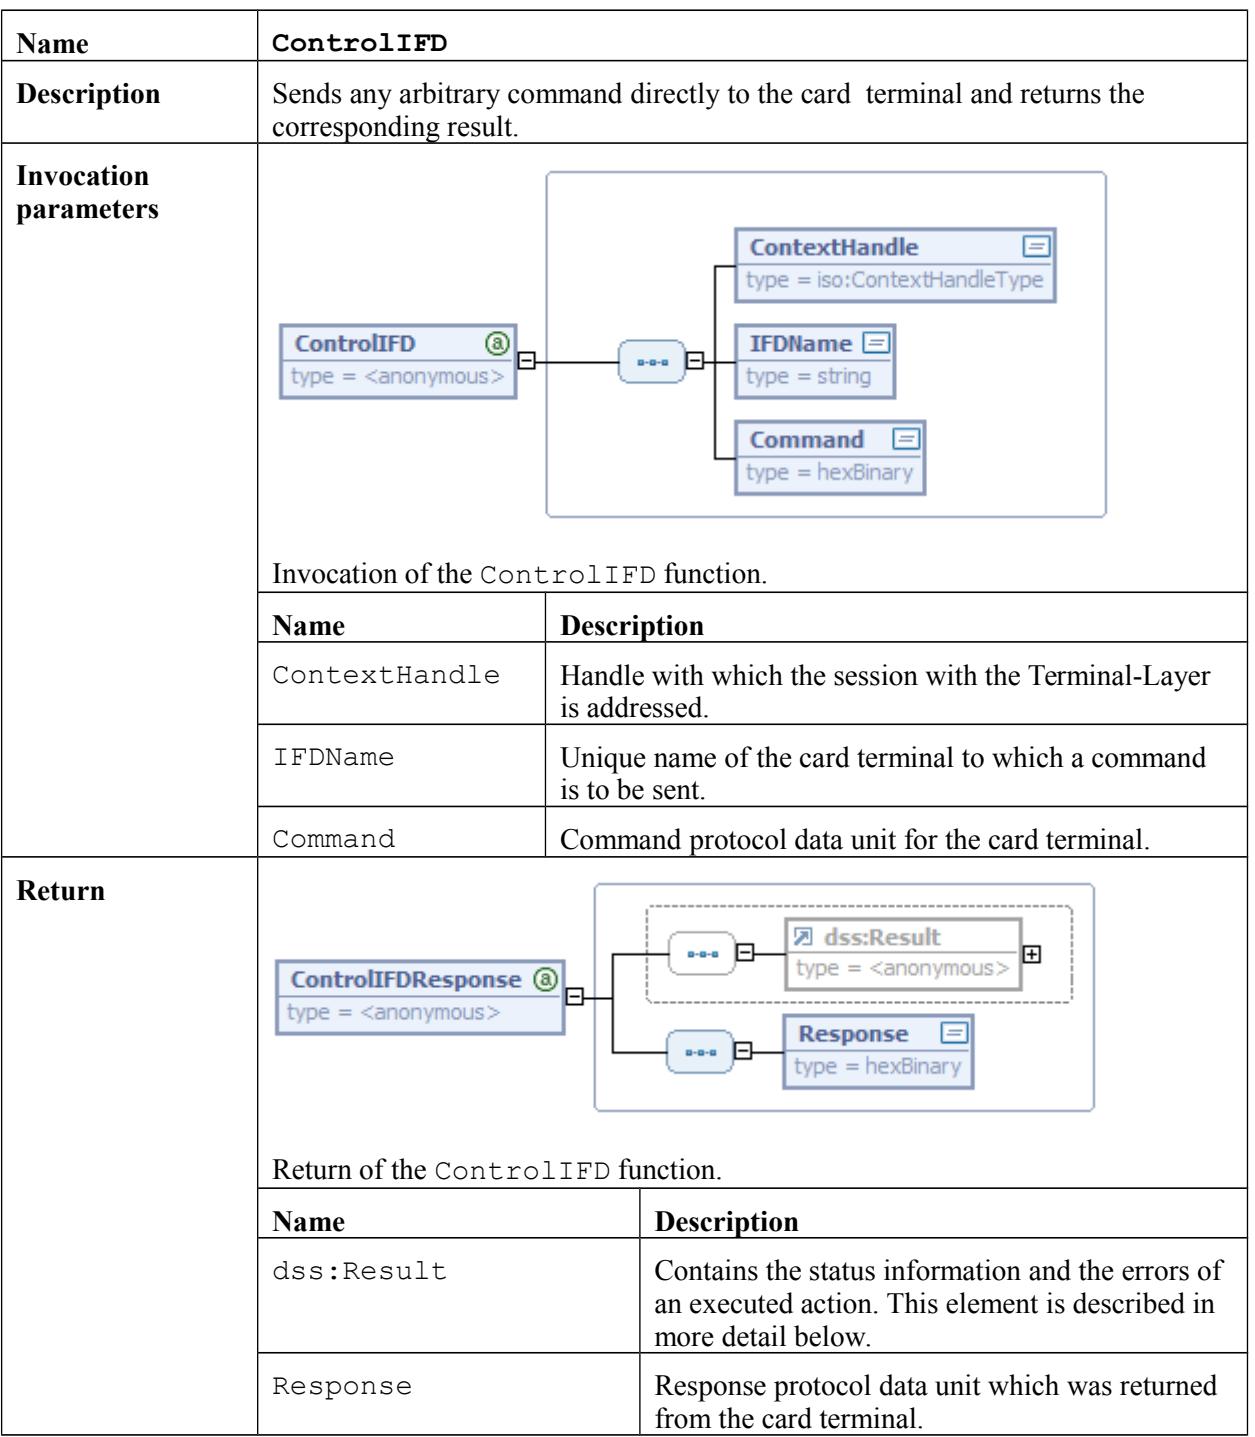 Name
ControlIFD
Description
Sends any arbitrary command directly to the card terminal and returns the
corresponding result.
Invocation
parameters
ContextHandle
type = iso:ContextHandleType
ControlIFD
type = <anonymous>
IFDName
type = string
Command
type = hexBinary
Invocation of the ControlIFD function.
Name
Description
ContextHandle
Handle with which the session with the Terminal-Layer
is addressed.
IFDName
Unique name of the card terminal to which a command
is to be sent.
Command
Command protocol data unit for the card terminal.
Return
dss:Result
type = <anonymous>
ControlIFDResponse
type = <anonymous>
Response
type = hexBinary
Return of the ControlIFD function.
Name
Description
dss:Result
Contains the status information and the errors of
an executed action. This element is described in
more detail below.
Response
Response protocol data unit which was returned
from the card terminal.